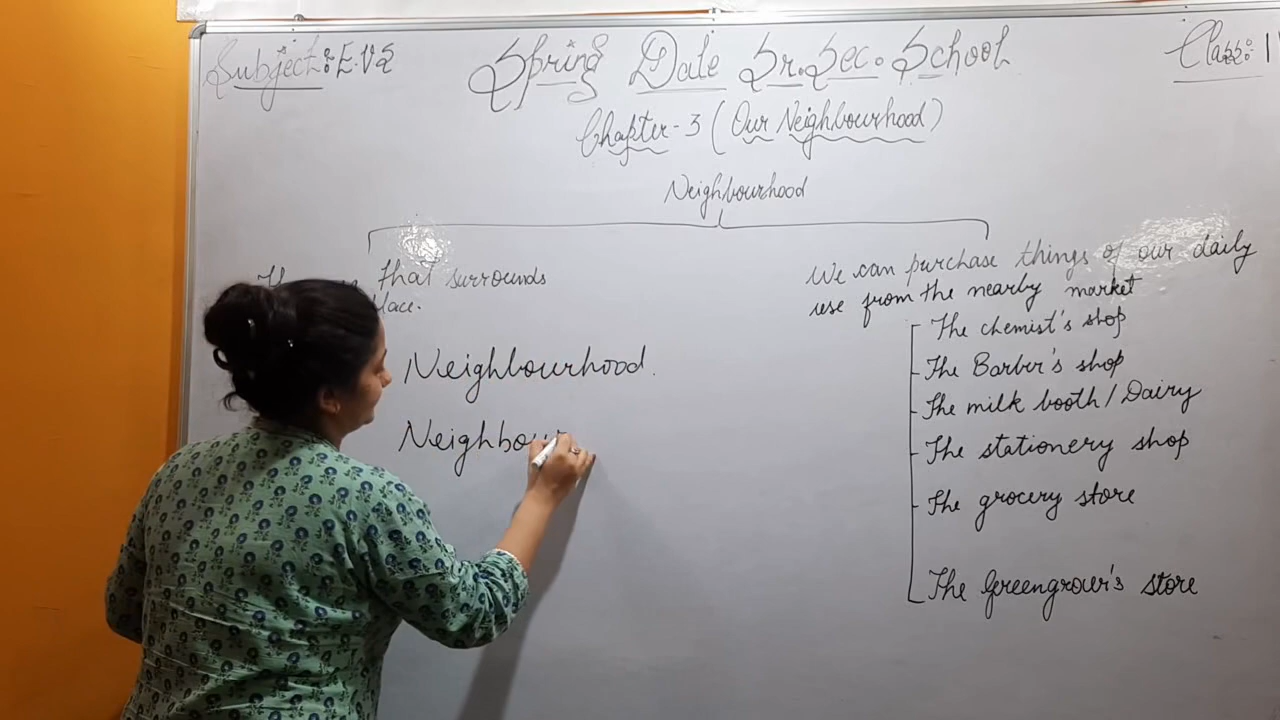 Subject: E.V.S
Spring Dale Sr. Sec. School
Class: 1
Chapter-3 (Our Neighbourhood)
Neighbourhood
that surrounds
place.
Neighbourhood.
Neighbour
We can purchase things of our daily
use from the nearby market
The chemist's shop
The Barber's shop
The milk booth / Dairy
The stationery shop
The grocery store
The Greengrocer's store